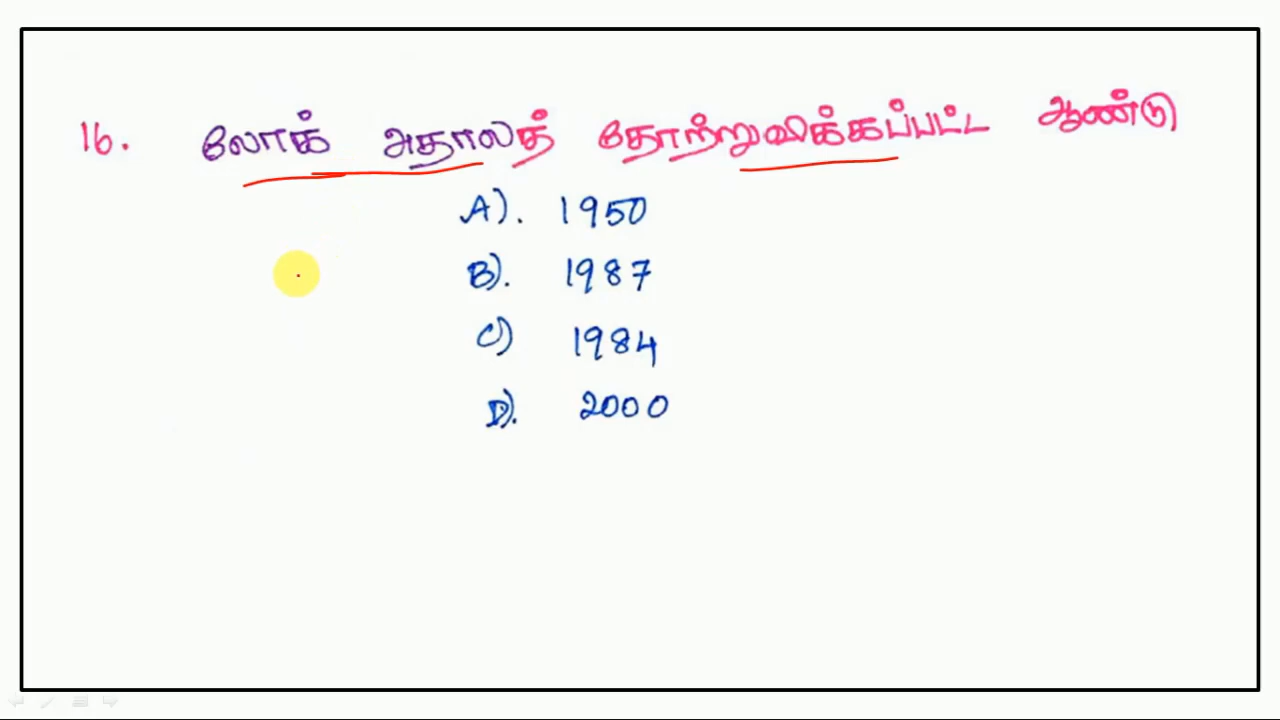 16. லோக் அதாலத் தோற்றுவிக்கப்பட்ட ஆண்டு
A). 1950
B). 1987
C) 1984
D). 2000